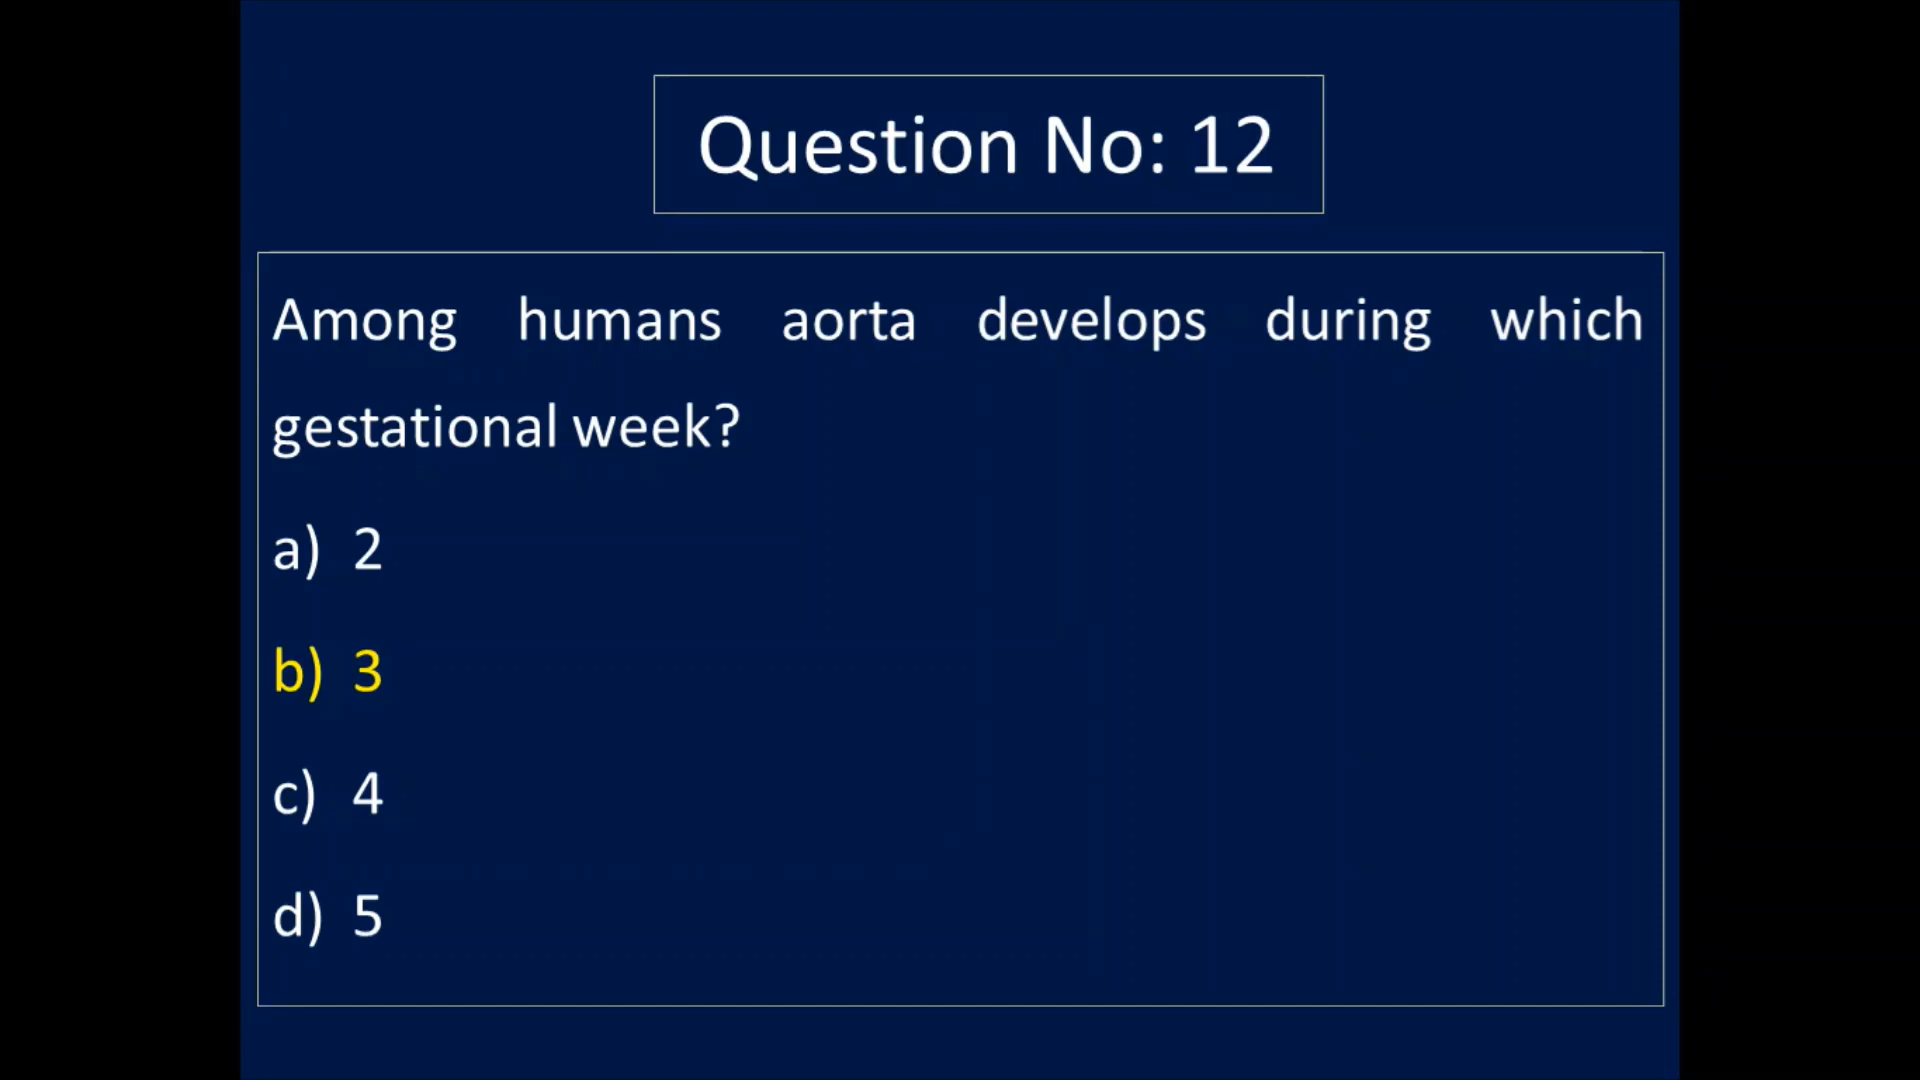 Question No: 12
Among humans aorta develops during which
gestational week?
a) 2
b) 3
c) 4
d) 5